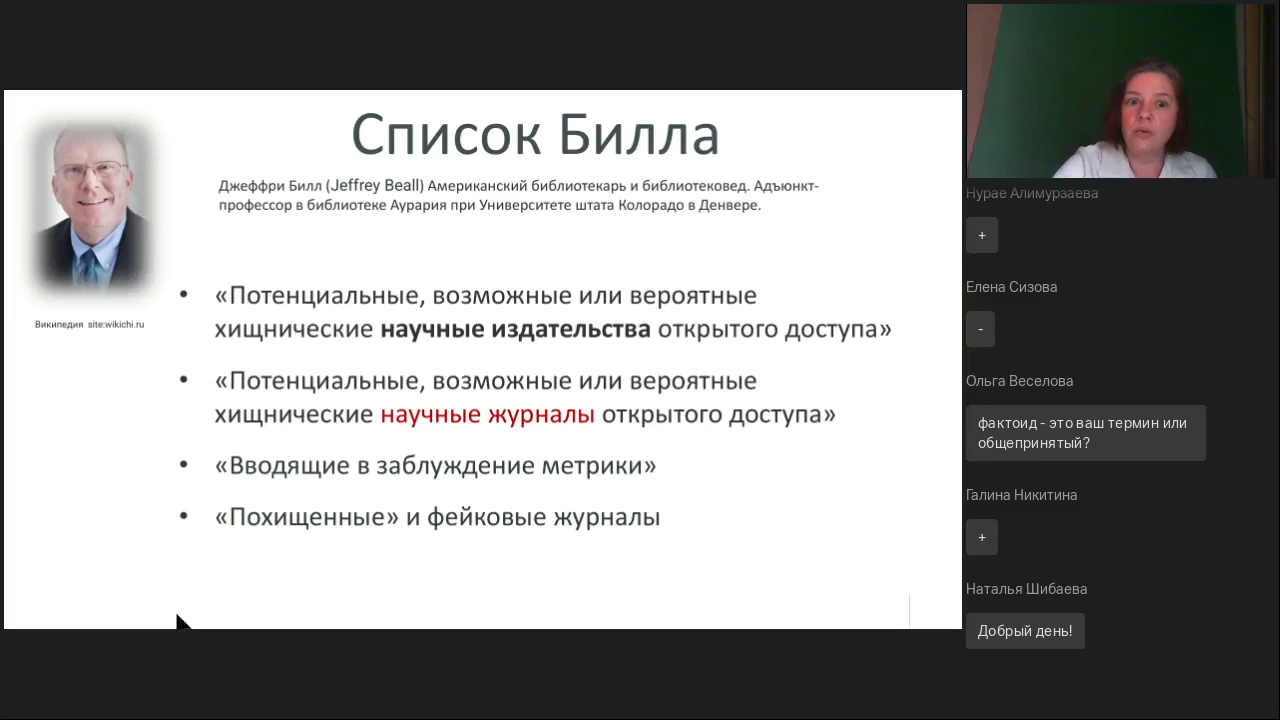 Список Билла
Джеффри Билл (Jeffrey Beall) Американский библиотекарь и библиотековед. Адъюнкт-
профессор в библиотеке Аурария при Университете штата Колорадо в Денвере.
Википедия site:wikichi.ru
• «Потенциальные, возможные или вероятные
хищнические научные издательства открытого доступа»
• «Потенциальные, возможные или вероятные
хищнические научные журналы открытого доступа»
• «Вводящие в заблуждение метрики»
• «Похищенные» и фейковые журналы
Нурае Алимурзаева
+
Елена Сизова
-
Ольга Веселова
фактоид - это ваш термин или
общепринятый?
Галина Никитина
+
Наталья Шибаева
Добрый день!